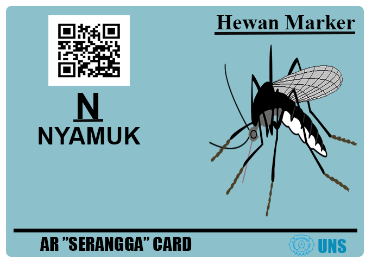 Hewan Marker
N
NYAMUK
AR "SERANGGA" CARD
UNS